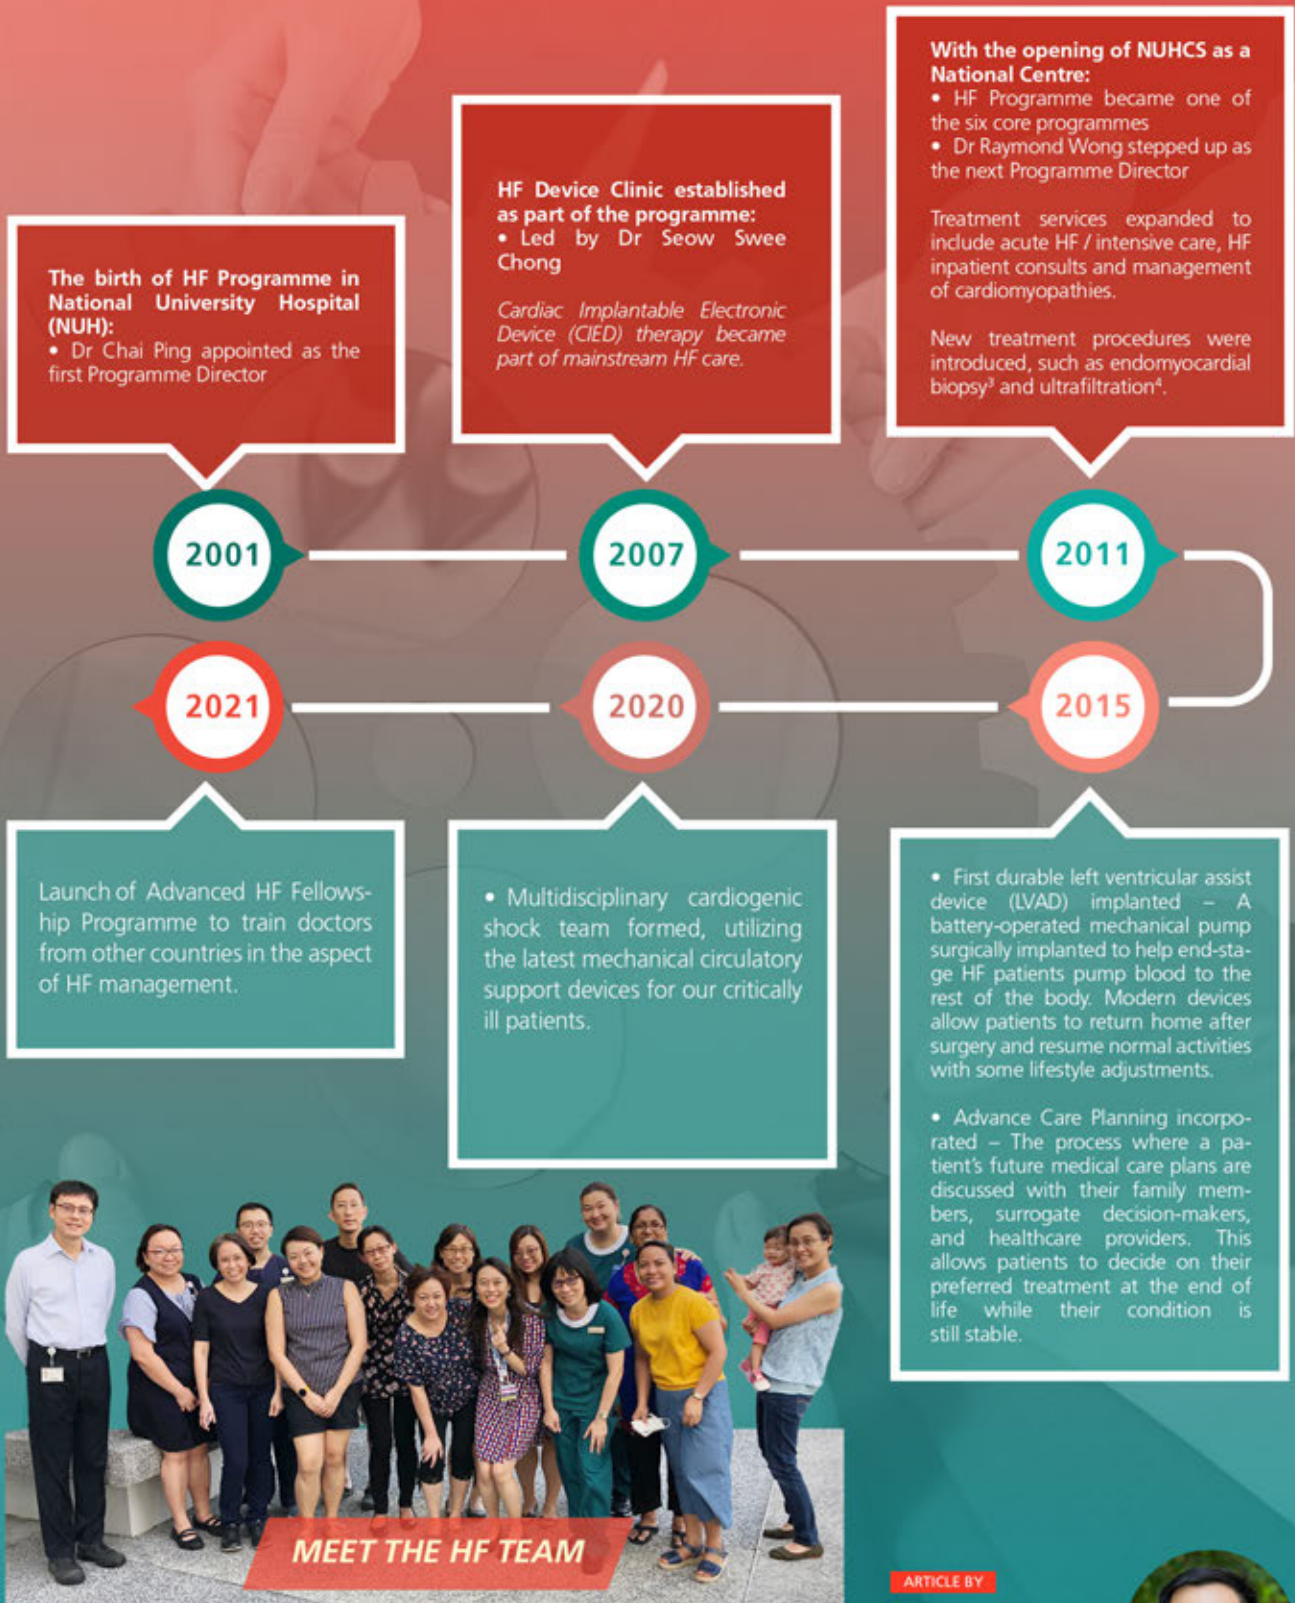 The birth of HF Programme in
National University Hospital
(NUH):
• Dr Chai Ping appointed as the
first Programme Director
2001
HF Device Clinic established
as part of the programme:
• Led by Dr Seow Swee
Chong
Cardiac Implantable Electronic
Device (CIED) therapy became
part of mainstream HF care.
2007
With the opening of NUHCS as a
National Centre:
• HF Programme became one of
the six core programmes
• Dr Raymond Wong stepped up as
the next Programme Director
Treatment services expanded to
include acute HF / intensive care, HF
inpatient consults and management
of cardiomyopathies.
New treatment procedures were
introduced, such as endomyocardial
biopsy³ and ultrafiltration⁴.
2011
2015
• First durable left ventricular assist
device (LVAD) implanted – A
battery-operated mechanical pump
surgically implanted to help end-sta-
ge HF patients pump blood to the
rest of the body. Modern devices
allow patients to return home after
surgery and resume normal activities
with some lifestyle adjustments.
• Advance Care Planning incorpo-
rated – The process where a pa-
tient's future medical care plans are
discussed with their family mem-
bers, surrogate decision-makers,
and healthcare providers. This
allows patients to decide on their
preferred treatment at the end of
life while their condition is
still stable.
2020
• Multidisciplinary cardiogenic
shock team formed, utilizing
the latest mechanical circulatory
support devices for our critically
ill patients.
2021
Launch of Advanced HF Fellows-
hip Programme to train doctors
from other countries in the aspect
of HF management.
MEET THE HF TEAM
ARTICLE BY